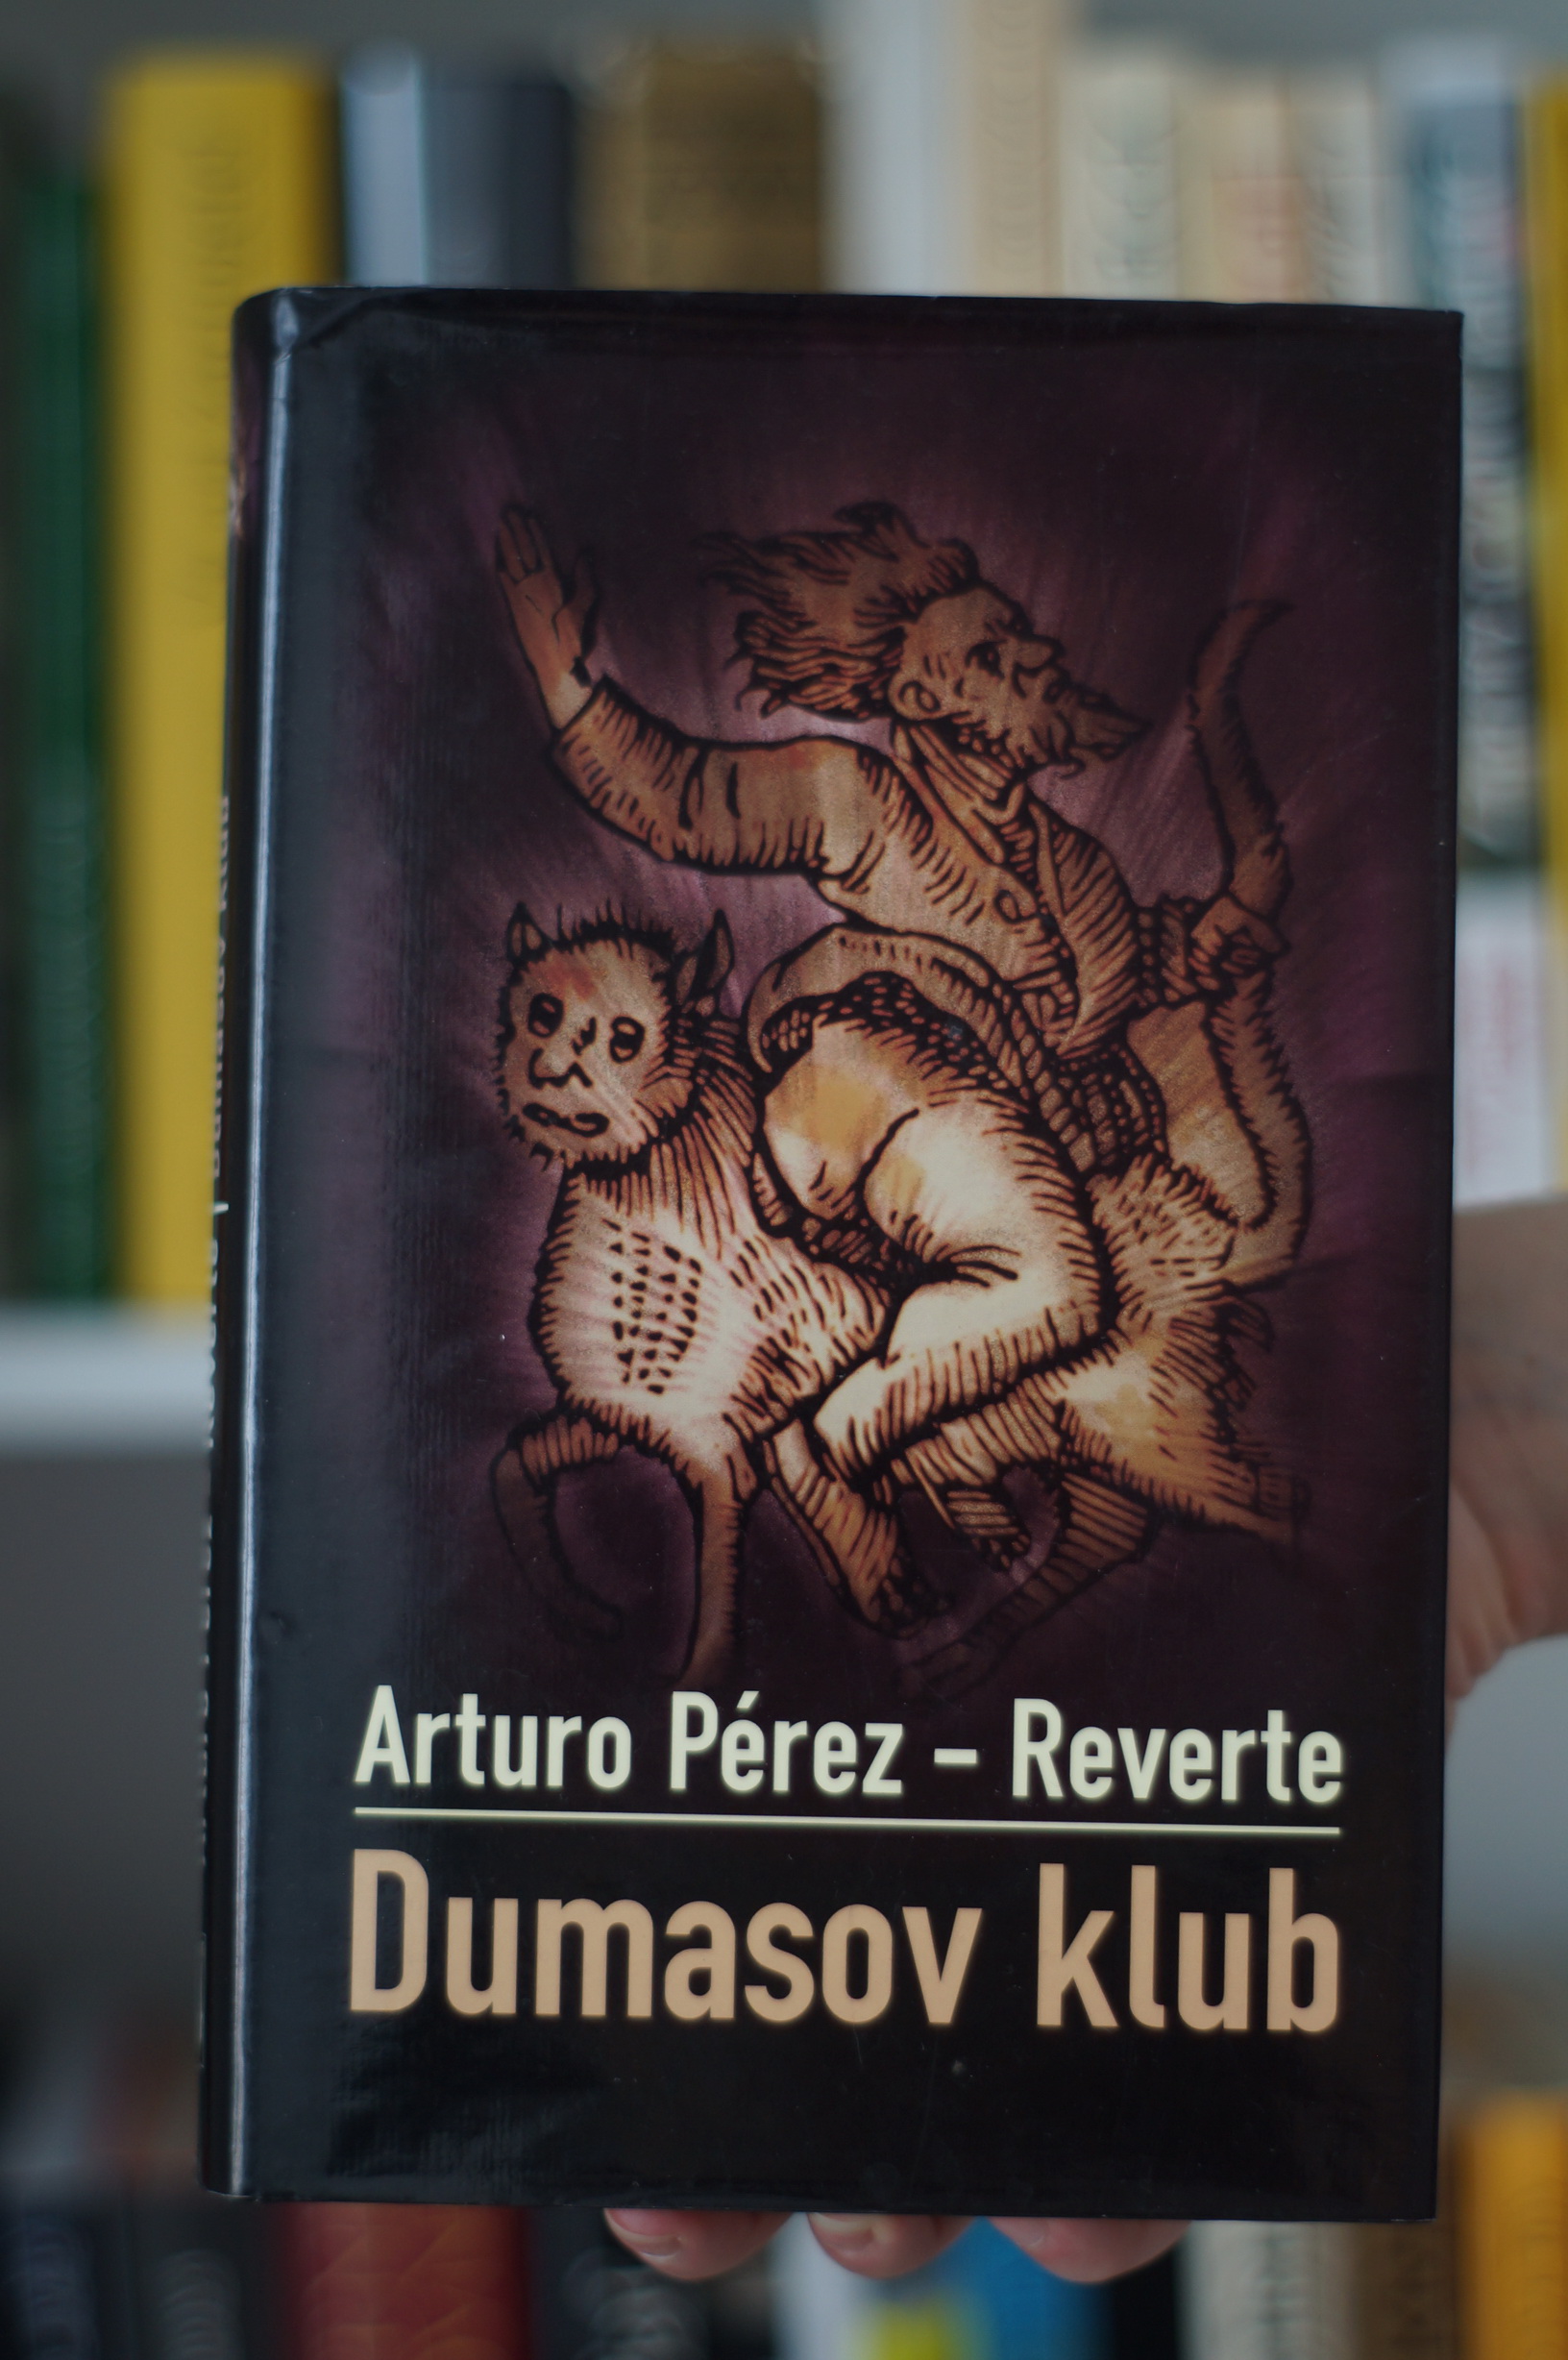 Arturo Pérez – Reverte
Dumasov klub